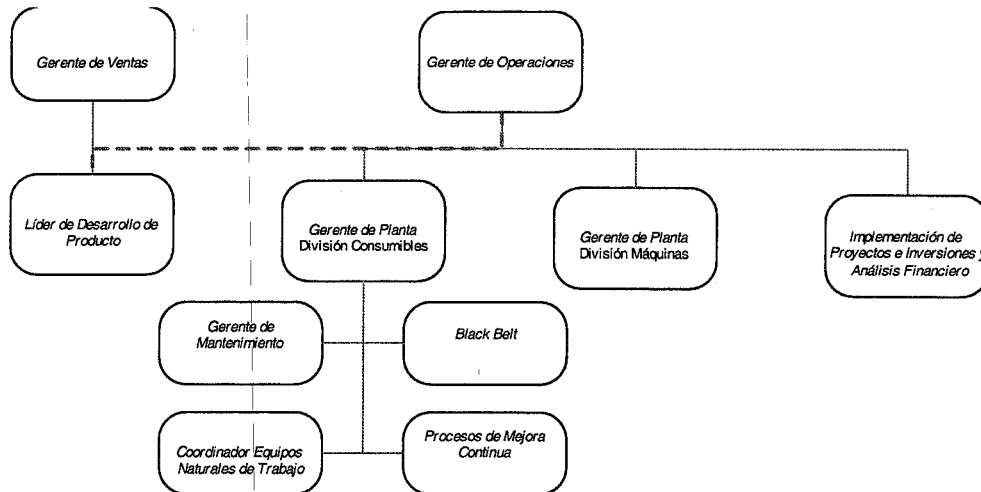 Gerente de Ventas
Gerente de Operaciones
Líder de Desarrollo de
Producto
Gerente de Planta
División Consumibles
Gerente de Planta
División Máquinas
Implementación de
Proyectos e Inversiones y
Análisis Financiero
Gerente de
Mantenimiento
Black Belt
Coordinador Equipos
Naturales de Trabajo
Procesos de Mejora
Continua